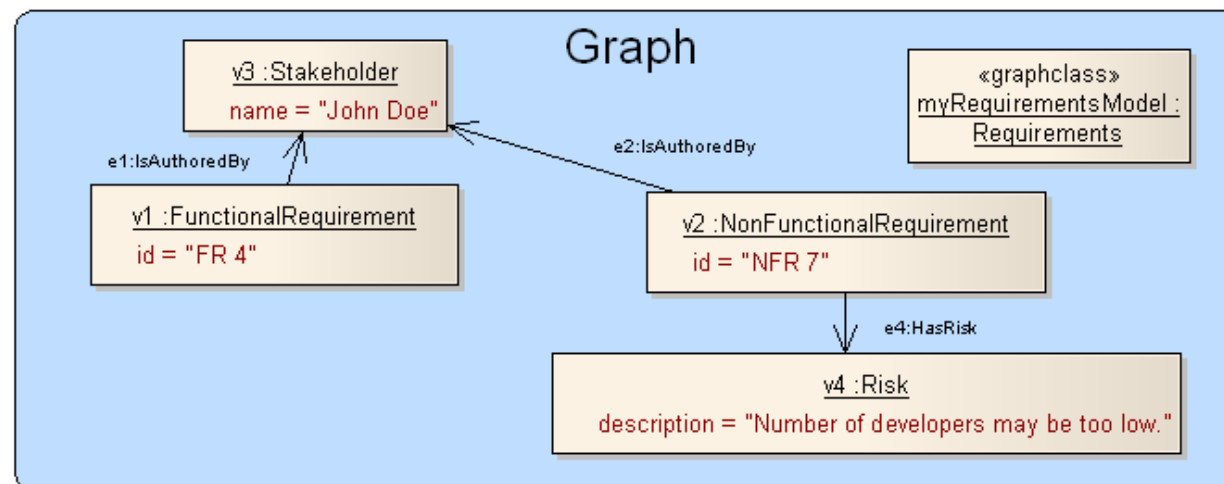 Graph
v3 :Stakeholder
name = "John Doe"
«graphclass»
myRequirementsModel :
Requirements
e1:IsAuthoredBy
e2:IsAuthoredBy
v1 :FunctionalRequirement
id = "FR 4"
v2 :NonFunctionalRequirement
id = "NFR 7"
e4:HasRisk
v4 :Risk
description = "Number of developers may be too low."